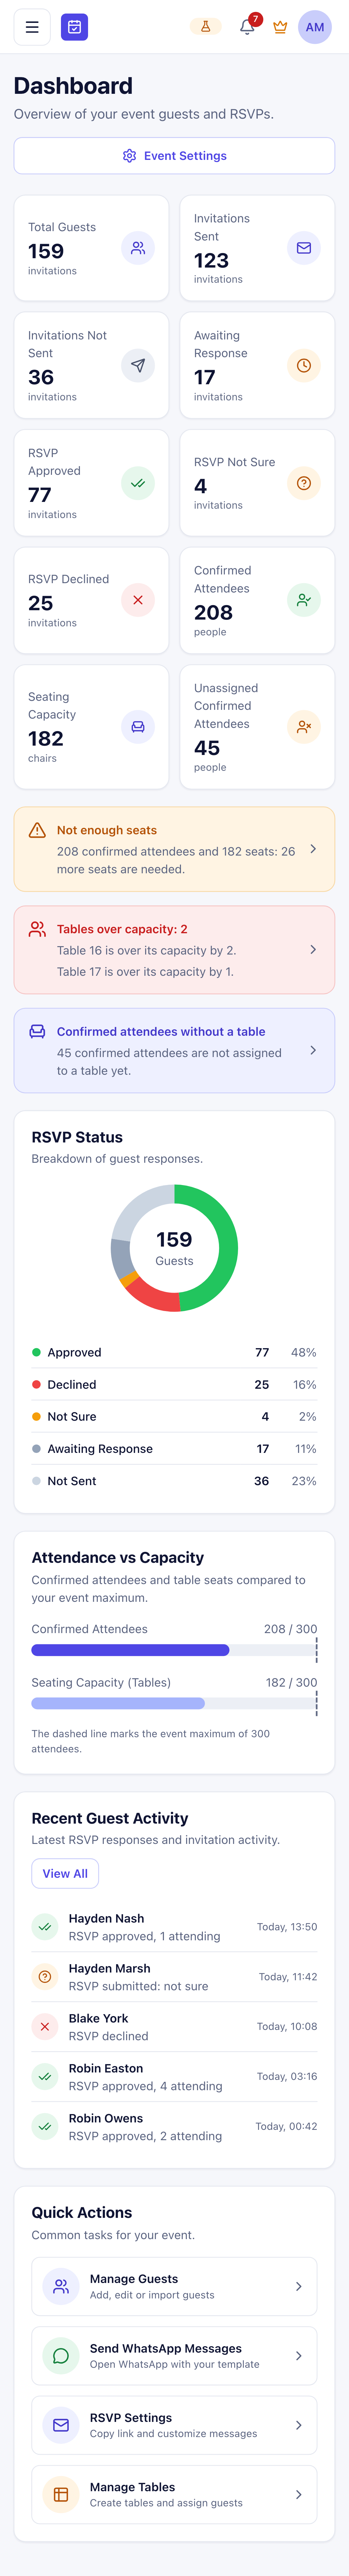 7
AM
Dashboard
Overview of your event guests and RSVPs.
Event Settings
Total Guests
159
invitations
Invitations
Sent
123
invitations
Invitations Not
Sent
36
invitations
Awaiting
Response
17
invitations
RSVP
Approved
77
invitations
RSVP Not Sure
4
invitations
RSVP Declined
25
invitations
Confirmed
Attendees
208
people
Seating
Capacity
182
chairs
Unassigned
Confirmed
Attendees
45
people
Not enough seats
208 confirmed attendees and 182 seats: 26
more seats are needed.
Tables over capacity: 2
Table 16 is over its capacity by 2.
Table 17 is over its capacity by 1.
Confirmed attendees without a table
45 confirmed attendees are not assigned
to a table yet.
RSVP Status
Breakdown of guest responses.
159
Guests
Approved 77 48%
Declined 25 16%
Not Sure 4 2%
Awaiting Response 17 11%
Not Sent 36 23%
Attendance vs Capacity
Confirmed attendees and table seats compared to
your event maximum.
Confirmed Attendees 208 / 300
Seating Capacity (Tables) 182 / 300
The dashed line marks the event maximum of 300
attendees.
Recent Guest Activity
Latest RSVP responses and invitation activity.
View All
Hayden Nash
RSVP approved, 1 attending
Today, 13:50
Hayden Marsh
RSVP submitted: not sure
Today, 11:42
Blake York
RSVP declined
Today, 10:08
Robin Easton
RSVP approved, 4 attending
Today, 03:16
Robin Owens
RSVP approved, 2 attending
Today, 00:42
Quick Actions
Common tasks for your event.
Manage Guests
Add, edit or import guests
Send WhatsApp Messages
Open WhatsApp with your template
RSVP Settings
Copy link and customize messages
Manage Tables
Create tables and assign guests